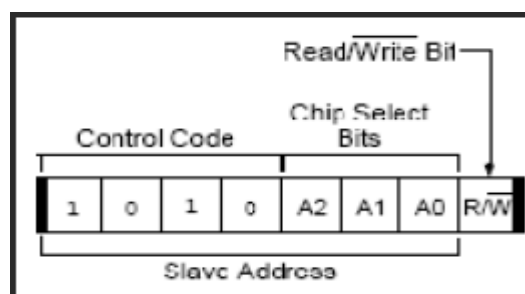 Read/Write Bit
Chip Select
Control Code Bits
1 0 1 0 A2 A1 A0 R/W
Slave Address